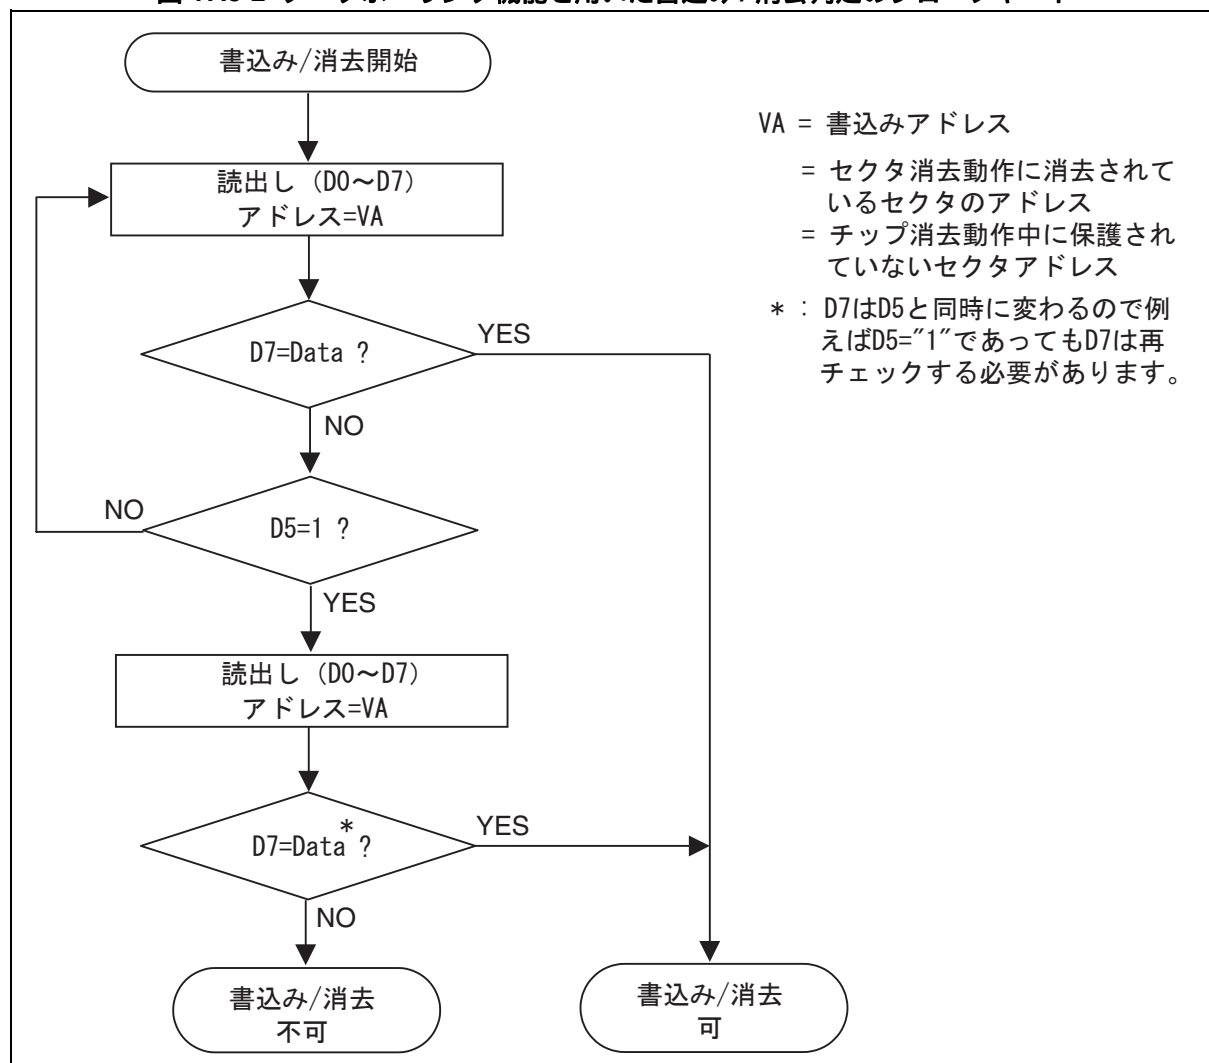 書込み/消去開始
読出し（D0～D7）
アドレス=VA
D7=Data ?
YES
NO
D5=1 ?
NO
YES
読出し（D0～D7）
アドレス=VA
D7=Data* ?
YES
NO
書込み/消去
不可
書込み/消去
可
VA = 書込みアドレス
= セクタ消去動作に消去されて
いるセクタのアドレス
= チップ消去動作中に保護され
ていないセクタアドレス
* : D7はD5と同時に変わるので例
えばD5="1"であってもD7は再
チェックする必要があります。